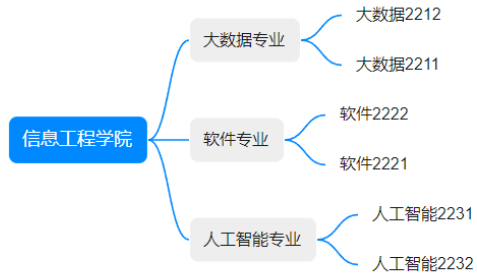 信息工程学院
大数据专业
大数据2212
大数据2211
软件专业
软件2222
软件2221
人工智能专业
人工智能2231
人工智能2232